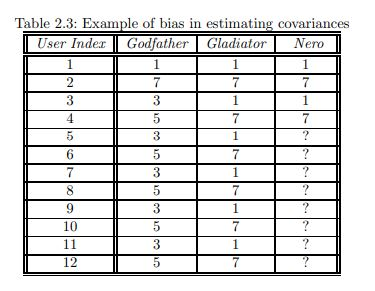 Table 2.3: Example of bias in estimating covariances
User Index Godfather Gladiator Nero
1 1 1 1
2 7 7 7
3 3 1 1
4 5 7 7
5 3 1 ?
6 5 7 ?
7 3 1 ?
8 5 7 ?
9 3 1 ?
10 5 7 ?
11 3 1 ?
12 5 7 ?